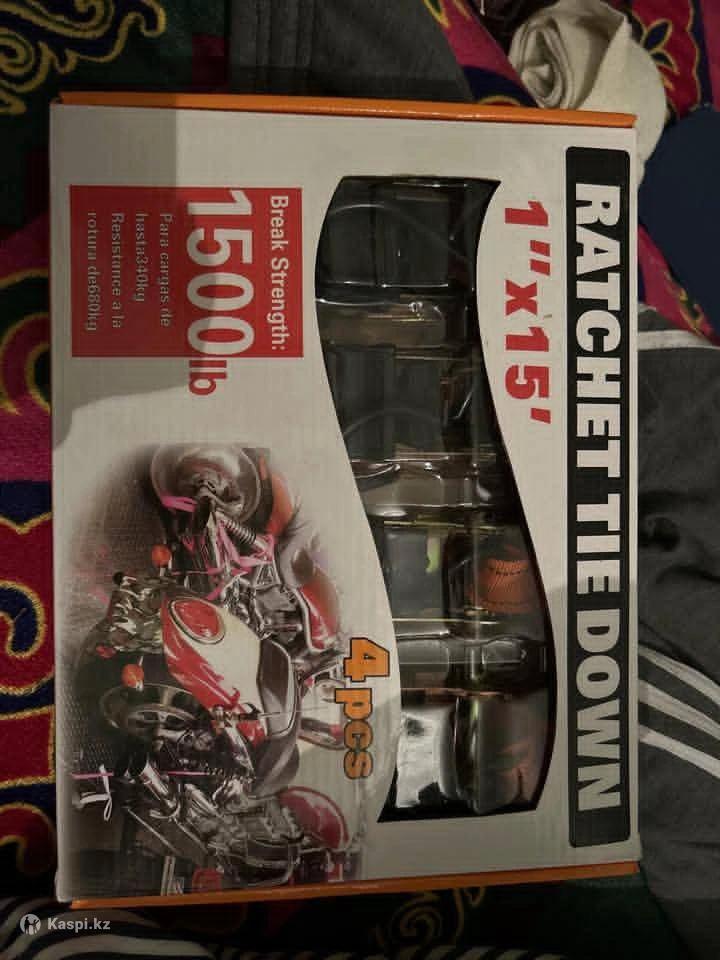 RATCHET TIE DOWN
1"x15'
Break Strength:
1500lb
Para cargas de
hasta340kg
Resistance a la
rotura de680kg
4 pcs
Kaspi.kz